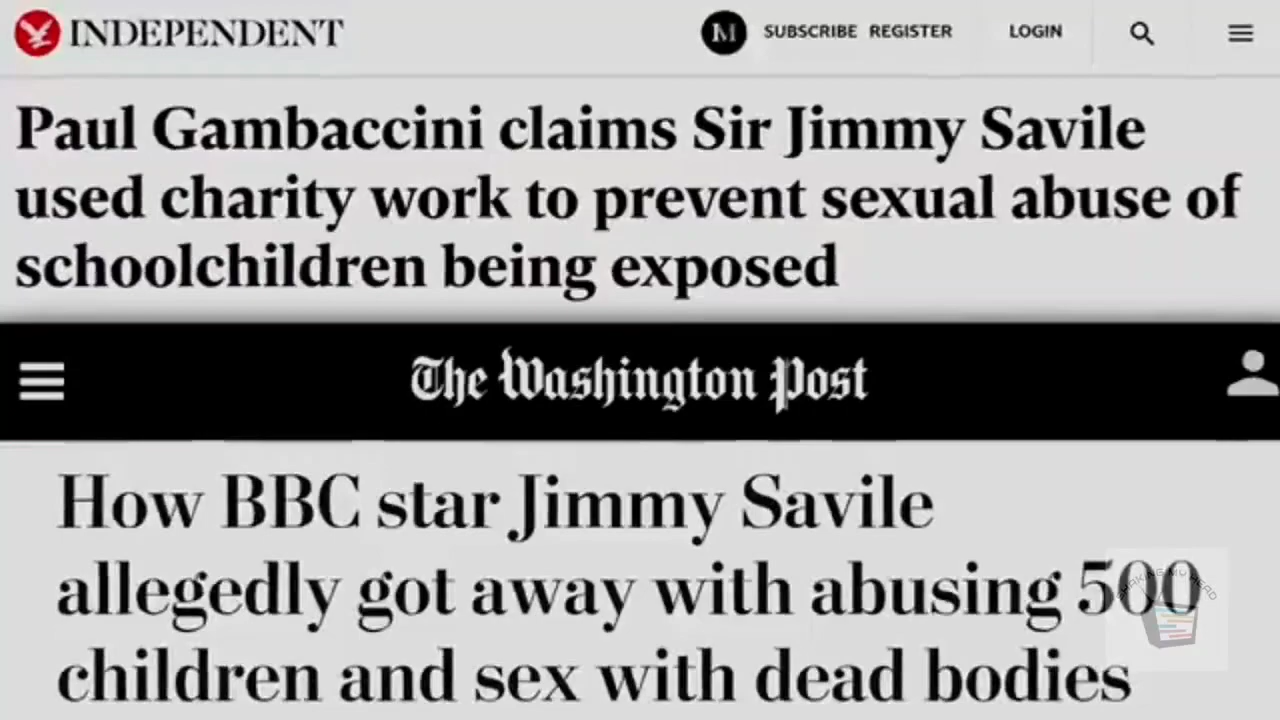 INDEPENDENT
M SUBSCRIBE REGISTER LOGIN
Paul Gambaccini claims Sir Jimmy Savile
used charity work to prevent sexual abuse of
schoolchildren being exposed
The Washington Post
How BBC star Jimmy Savile
allegedly got away with abusing 500
children and sex with dead bodies